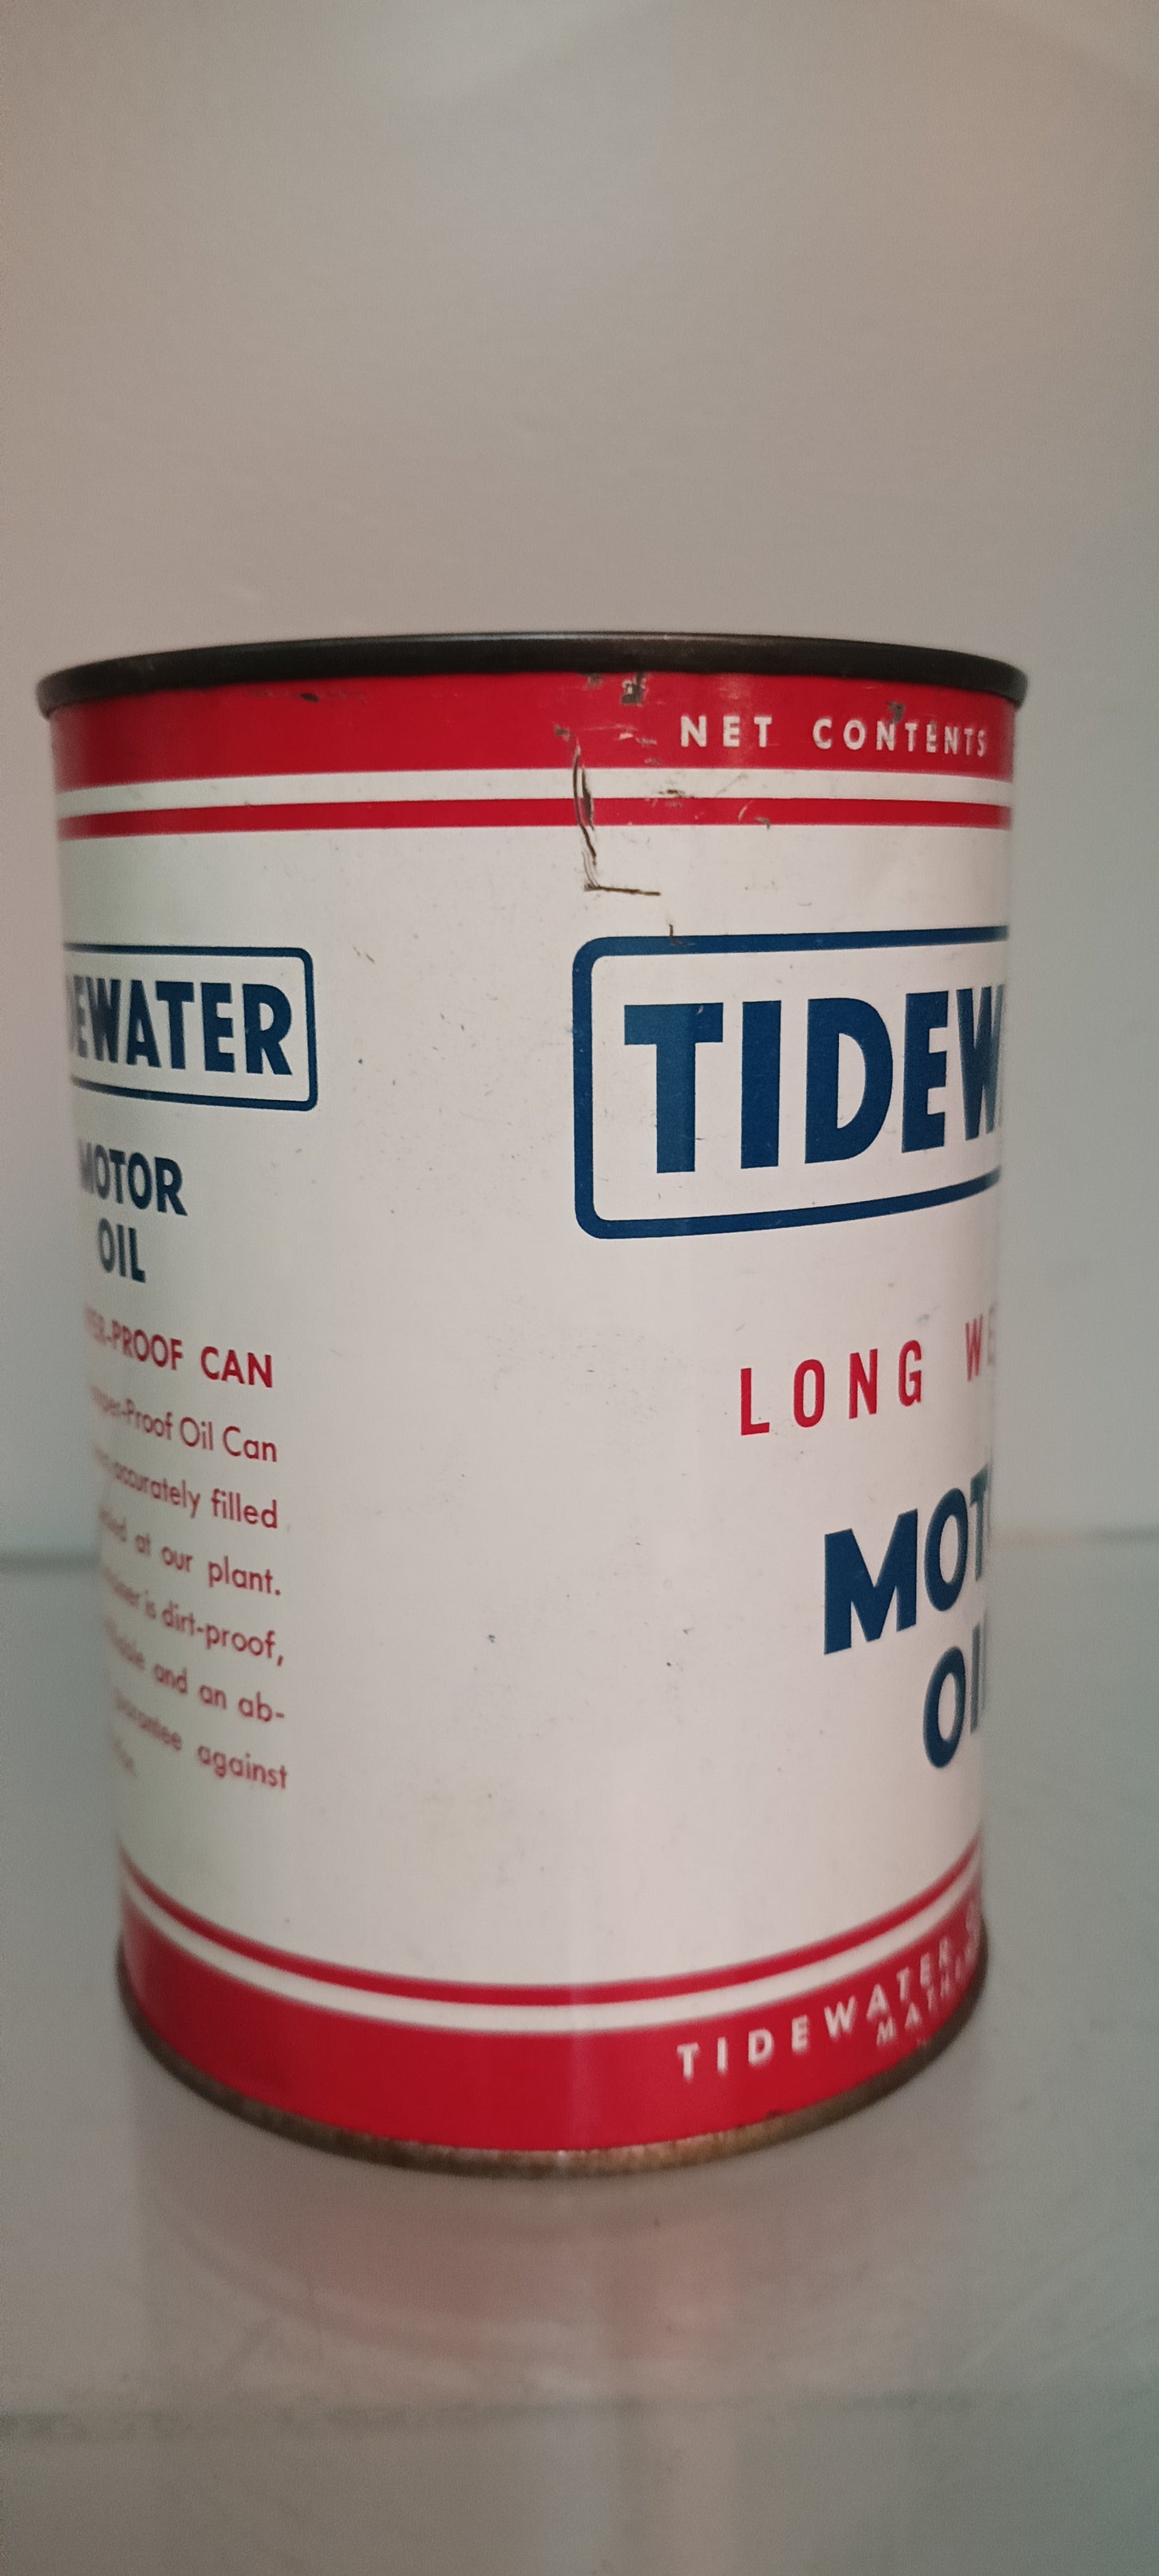 NET CONTENTS
TIDEW
LONG
MOT
OI
TIDEWATER
EWATER
MOTOR
OIL
-PROOF CAN
-Proof Oil Can
accurately filled
at our plant.
is dirt-proof,
and an ab-
against